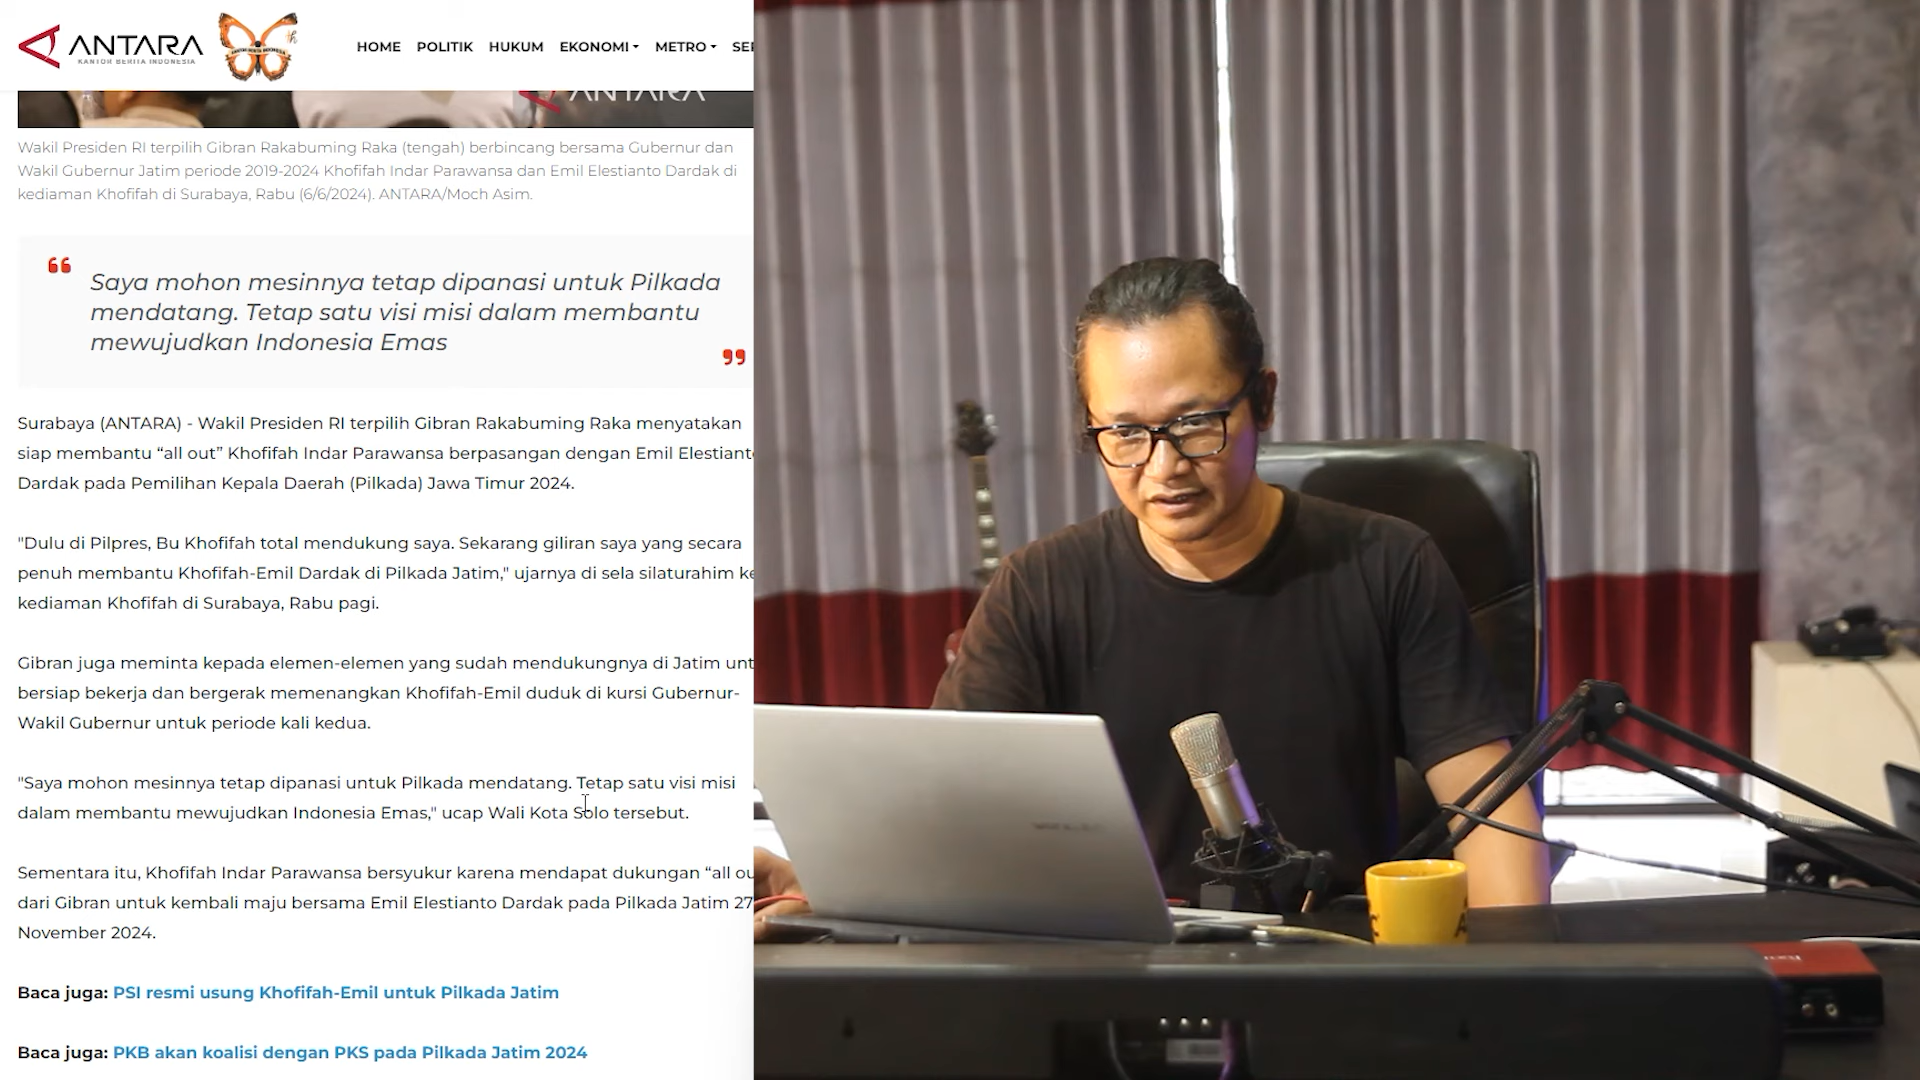 ANTARA
KANTOR BERITA INDONESIA
HOME POLITIK HUKUM EKONOMI METRO
ANTARA
Wakil Presiden RI terpilih Gibran Rakabuming Raka (tengah) berbincang bersama Gubernur dan
Wakil Gubernur Jatim periode 2019-2024 Khofifah Indar Parawansa dan Emil Elestianto Dardak di
kediaman Khofifah di Surabaya, Rabu (6/6/2024). ANTARA/Moch Asim.
“ Saya mohon mesinnya tetap dipanasi untuk Pilkada
mendatang. Tetap satu visi misi dalam membantu
mewujudkan Indonesia Emas ”
Surabaya (ANTARA) - Wakil Presiden RI terpilih Gibran Rakabuming Raka menyatakan
siap membantu “all out” Khofifah Indar Parawansa berpasangan dengan Emil Elestiant
Dardak pada Pemilihan Kepala Daerah (Pilkada) Jawa Timur 2024.
"Dulu di Pilpres, Bu Khofifah total mendukung saya. Sekarang giliran saya yang secara
penuh membantu Khofifah-Emil Dardak di Pilkada Jatim," ujarnya di sela silaturahim ke
kediaman Khofifah di Surabaya, Rabu pagi.
Gibran juga meminta kepada elemen-elemen yang sudah mendukungnya di Jatim unt
bersiap bekerja dan bergerak memenangkan Khofifah-Emil duduk di kursi Gubernur-
Wakil Gubernur untuk periode kali kedua.
"Saya mohon mesinnya tetap dipanasi untuk Pilkada mendatang. Tetap satu visi misi
dalam membantu mewujudkan Indonesia Emas," ucap Wali Kota Solo tersebut.
Sementara itu, Khofifah Indar Parawansa bersyukur karena mendapat dukungan “all ou
dari Gibran untuk kembali maju bersama Emil Elestianto Dardak pada Pilkada Jatim 27
November 2024.
Baca juga: PSI resmi usung Khofifah-Emil untuk Pilkada Jatim
Baca juga: PKB akan koalisi dengan PKS pada Pilkada Jatim 2024